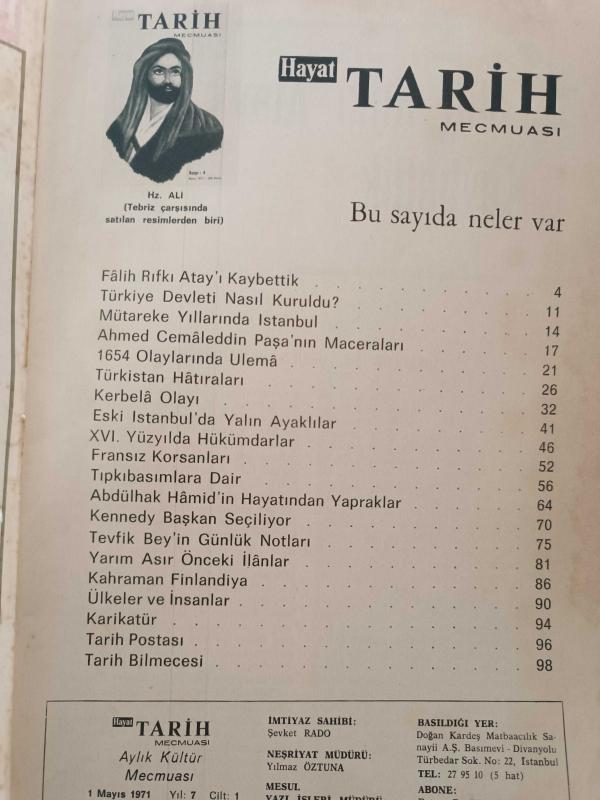 Hayat TARİH
MECMUASI
Hz. ALİ
(Tebriz çarşısında
satılan resimlerden biri)
Hayat TARİH
MECMUASI
Bu sayıda neler var
Fâlih Rıfkı Atay'ı Kaybettik . . . . . . . . . . . 4
Türkiye Devleti Nasıl Kuruldu? . . . . . . . . . . 11
Mütareke Yıllarında Istanbul . . . . . . . . . . 14
Ahmed Cemâleddin Paşa'nın Maceraları . . . . . . . 17
1654 Olaylarında Ulemâ . . . . . . . . . . . . 21
Türkistan Hâtıraları . . . . . . . . . . . . . 26
Kerbelâ Olayı . . . . . . . . . . . . . . . 32
Eski Istanbul'da Yalın Ayaklılar . . . . . . . . . 41
XVI. Yüzyılda Hükümdarlar . . . . . . . . . . . 46
Fransız Korsanları . . . . . . . . . . . . . . 52
Tıpkıbasımlara Dair . . . . . . . . . . . . . 56
Abdülhak Hâmid'in Hayatından Yapraklar . . . . . . . 64
Kennedy Başkan Seçiliyor . . . . . . . . . . . 70
Tevfik Bey'in Günlük Notları . . . . . . . . . . 75
Yarım Asır Önceki İlânlar . . . . . . . . . . . 81
Kahraman Finlandiya . . . . . . . . . . . . . 86
Ülkeler ve İnsanlar . . . . . . . . . . . . . 90
Karikatür . . . . . . . . . . . . . . . . 94
Tarih Postası . . . . . . . . . . . . . . . 96
Tarih Bilmecesi . . . . . . . . . . . . . . 98
Hayat TARİH
MECMUASI
Aylık Kültür
Mecmuası
1 Mayıs 1971 Yıl: 7 Cilt: 1
İMTİYAZ SAHİBİ:
Şevket RADO
NEŞRİYAT MÜDÜRÜ:
Yılmaz ÖZTUNA
MESUL
YAZI İŞLERİ MÜDÜRÜ
BASILDIĞI YER:
Doğan Kardeş Matbaacılık Sa-
nayii A.Ş. Basımevi - Divanyolu
Türbedar Sok. No: 22, İstanbul
TEL: 27 95 10 (5 hat)
ABONE: